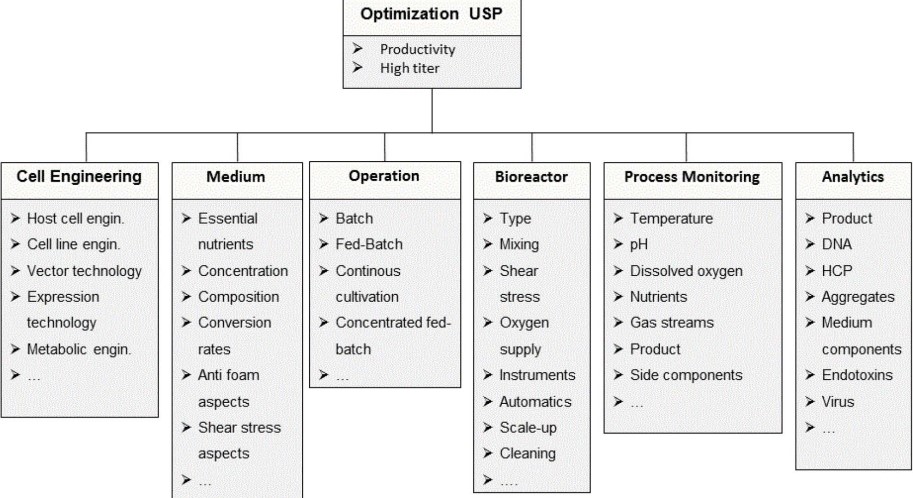 Optimization USP
➤ Productivity
➤ High titer
Cell Engineering
➤ Host cell engin.
➤ Cell line engin.
➤ Vector technology
➤ Expression
technology
➤ Metabolic engin.
➤ ...
Medium
➤ Essential
nutrients
➤ Concentration
➤ Composition
➤ Conversion
rates
➤ Anti foam
aspects
➤ Shear stress
aspects
➤ ...
Operation
➤ Batch
➤ Fed-Batch
➤ Continous
cultivation
➤ Concentrated fed-
batch
➤ ...
Bioreactor
➤ Type
➤ Mixing
➤ Shear
stress
➤ Oxygen
supply
➤ Instruments
➤ Automatics
➤ Scale-up
➤ Cleaning
➤ ....
Process Monitoring
➤ Temperature
➤ pH
➤ Dissolved oxygen
➤ Nutrients
➤ Gas streams
➤ Product
➤ Side components
➤ ...
Analytics
➤ Product
➤ DNA
➤ HCP
➤ Aggregates
➤ Medium
components
➤ Endotoxins
➤ Virus
➤ ...